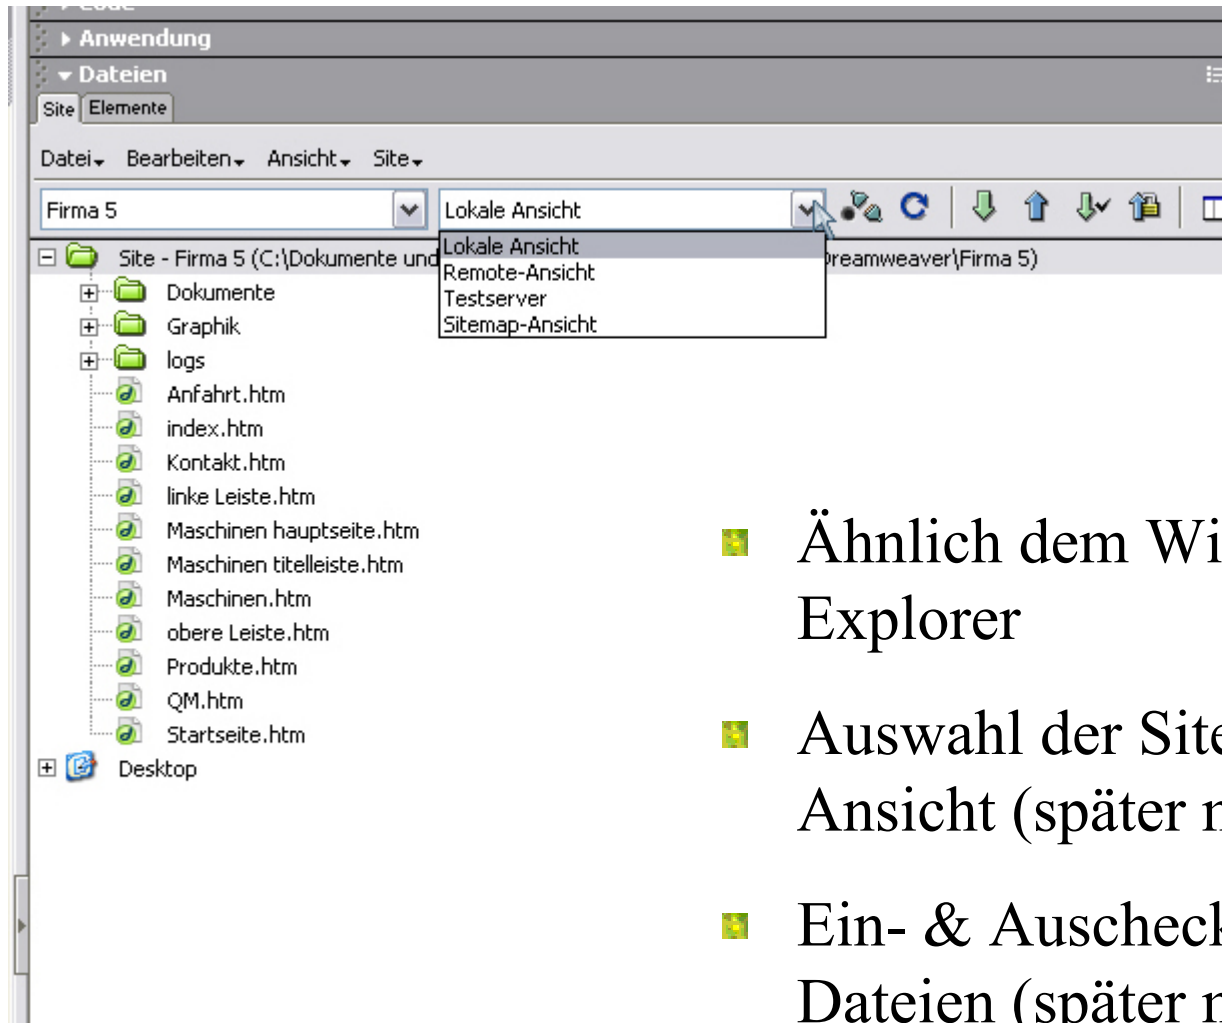 Code
Anwendung
Dateien
Site Elemente
Datei Bearbeiten Ansicht Site
Firma 5 Lokale Ansicht
Lokale Ansicht
Remote-Ansicht
Testserver
Sitemap-Ansicht
Site - Firma 5 (C:\Dokumente und Dreamweaver\Firma 5)
Dokumente
Graphik
logs
Anfahrt.htm
index.htm
Kontakt.htm
linke Leiste.htm
Maschinen hauptseite.htm
Maschinen titelleiste.htm
Maschinen.htm
obere Leiste.htm
Produkte.htm
QM.htm
Startseite.htm
Desktop
Ähnlich dem Wi
Explorer
Auswahl der Site
Ansicht (später
Ein- & Auscheck
Dateien (später